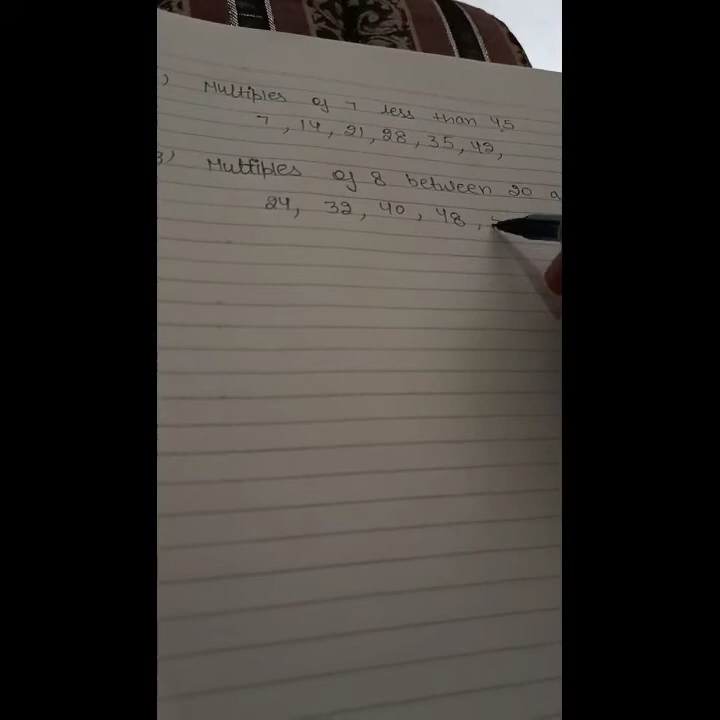 ) Multiples of 7 less than 45
7, 14, 21, 28, 35, 42,
3) Multiples of 8 between 20 a
24, 32, 40, 48,